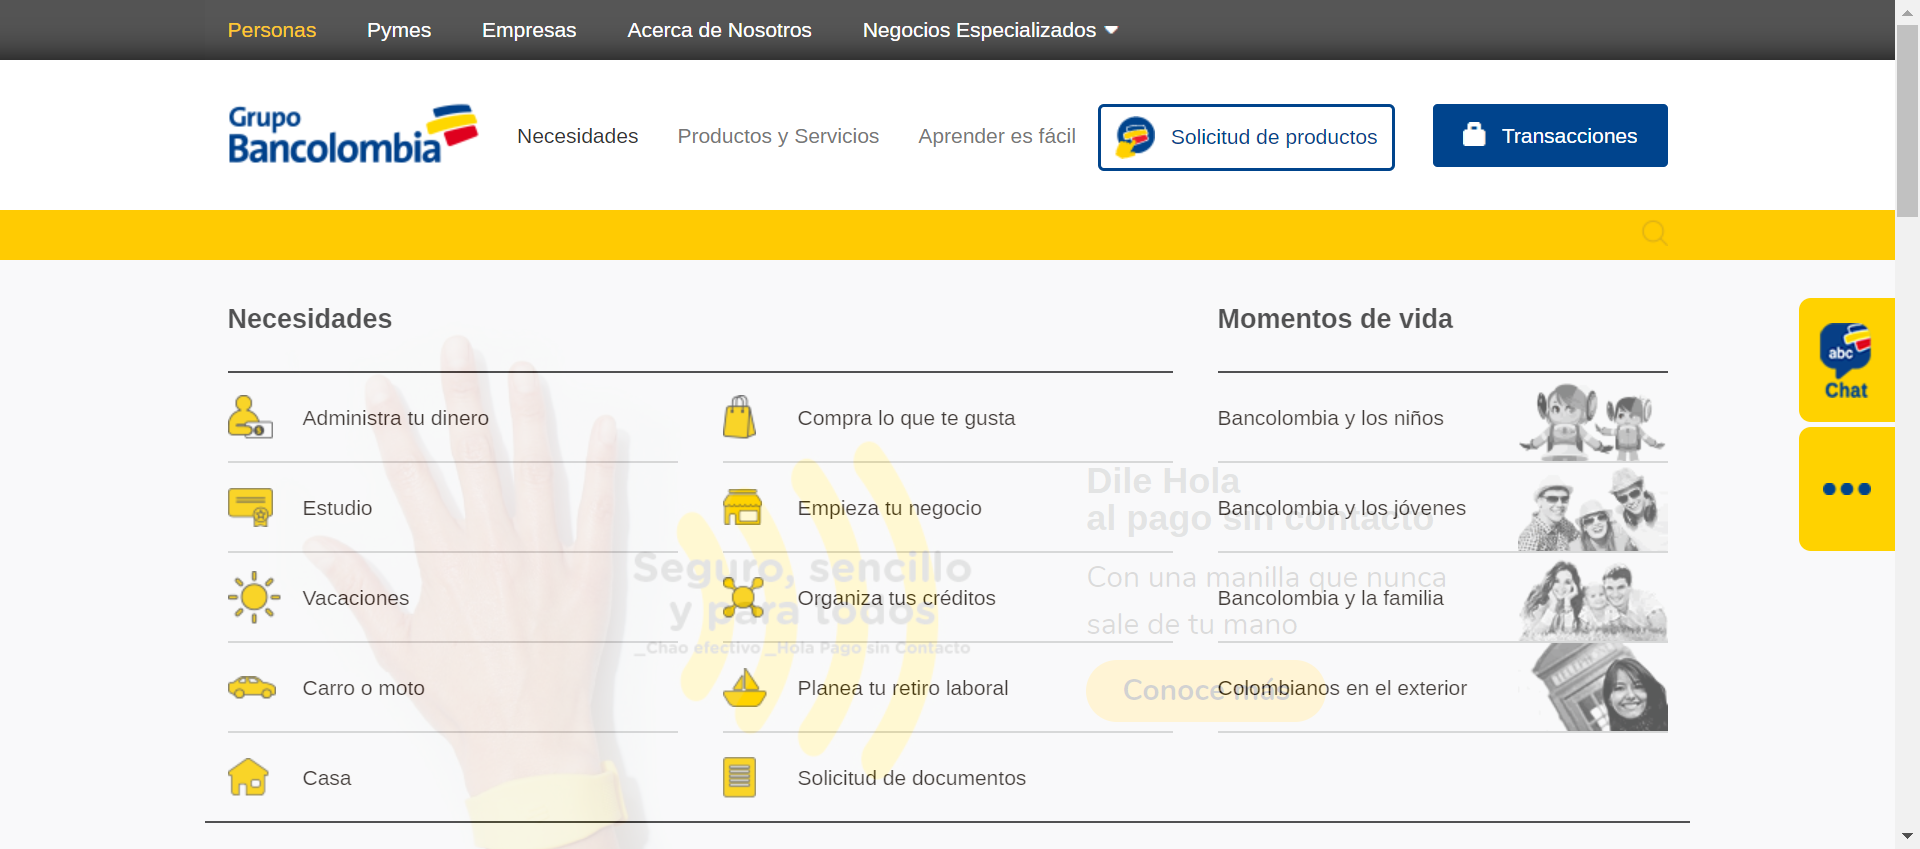 Personas Pymes Empresas Acerca de Nosotros Negocios Especializados
Grupo
Bancolombia
Necesidades Productos y Servicios Aprender es fácil Solicitud de productos Transacciones
Necesidades
Momentos de vida
Administra tu dinero
Compra lo que te gusta
Bancolombia y los niños
Estudio
Empieza tu negocio
Bancolombia y los jóvenes
Vacaciones
Organiza tus créditos
Bancolombia y la familia
Carro o moto
Planea tu retiro laboral
Colombianos en el exterior
Casa
Solicitud de documentos
Seguro, sencillo
y para todos
_Chao efectivo _Hola Pago sin Contacto
Dile Hola
al pago sin contacto
Con una manilla que nunca
sale de tu mano
Conoce más
abc
Chat